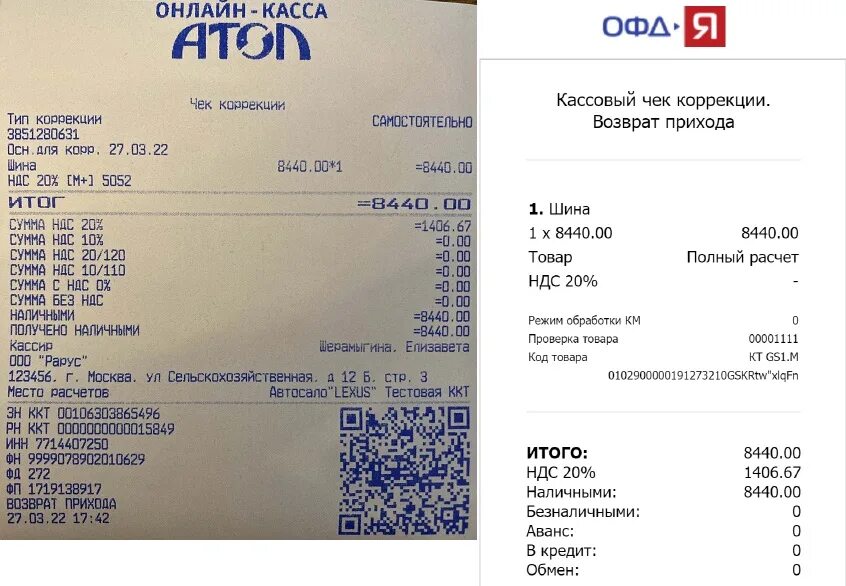 ОНЛАЙН-КАССА
АТОЛ
Чек коррекции
Тип коррекции САМОСТОЯТЕЛЬНО
3851280631
Осн.для корр. 27.03.22
Шина 8440.00*1 =8440.00
НДС 20% [М+] 5052
ИТОГ =8440.00
СУММА НДС 20% =1406.67
СУММА НДС 10% =0.00
СУММА НДС 20/120 =0.00
СУММА НДС 10/110 =0.00
СУММА С НДС 0% =0.00
СУММА БЕЗ НДС =0.00
НАЛИЧНЫМИ =8440.00
ПОЛУЧЕНО НАЛИЧНЫМИ =8440.00
Кассир Шерамыгина. Елизавета
ООО "Рарус"
123456. г. Москва. ул Сельскохозяйственная. д 12 Б. стр. 3
Место расчетов Автосало"LEXUS" Тестовая ККТ
ЗН ККТ 00106303865496
РН ККТ 0000000000015849
ИНН 7714407250
ФН 9999078902010629
ФД 272
ФП 1719138917
ВОЗВРАТ ПРИХОДА
27.03.22 17:42
ОФД Я
Кассовый чек коррекции.
Возврат прихода
1. Шина
1 x 8440.00 8440.00
Товар Полный расчет
НДС 20% -
Режим обработки КМ 0
Проверка товара 00001111
Код товара КТ GS1.M
0102900000191273210GSKRtw"xlqFn
ИТОГО: 8440.00
НДС 20% 1406.67
Наличными: 8440.00
Безналичными: 0
Аванс: 0
В кредит: 0
Обмен: 0